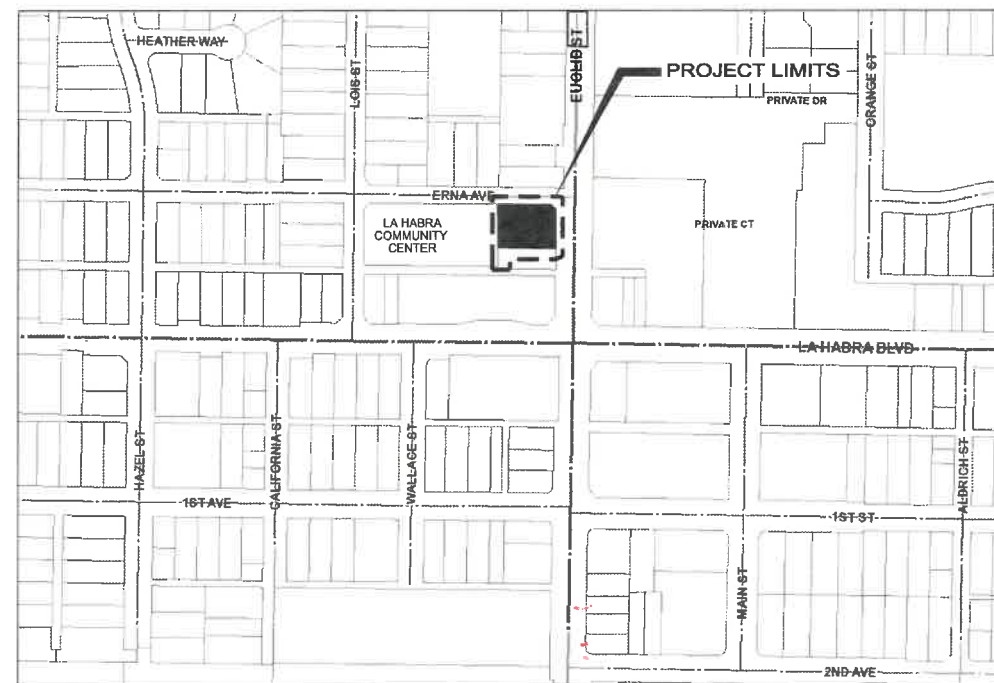 HEATHER WAY
LOIS ST
EUCLID ST
PROJECT LIMITS
PRIVATE DR
ORANGE ST
ERNA AVE
LA HABRA
COMMUNITY
CENTER
PRIVATE CT
LA HABRA BLVD
HAZEL ST
CALIFORNIA ST
WALLACE ST
ALDRICH ST
1ST AVE
1ST ST
MAIN ST
2ND AVE